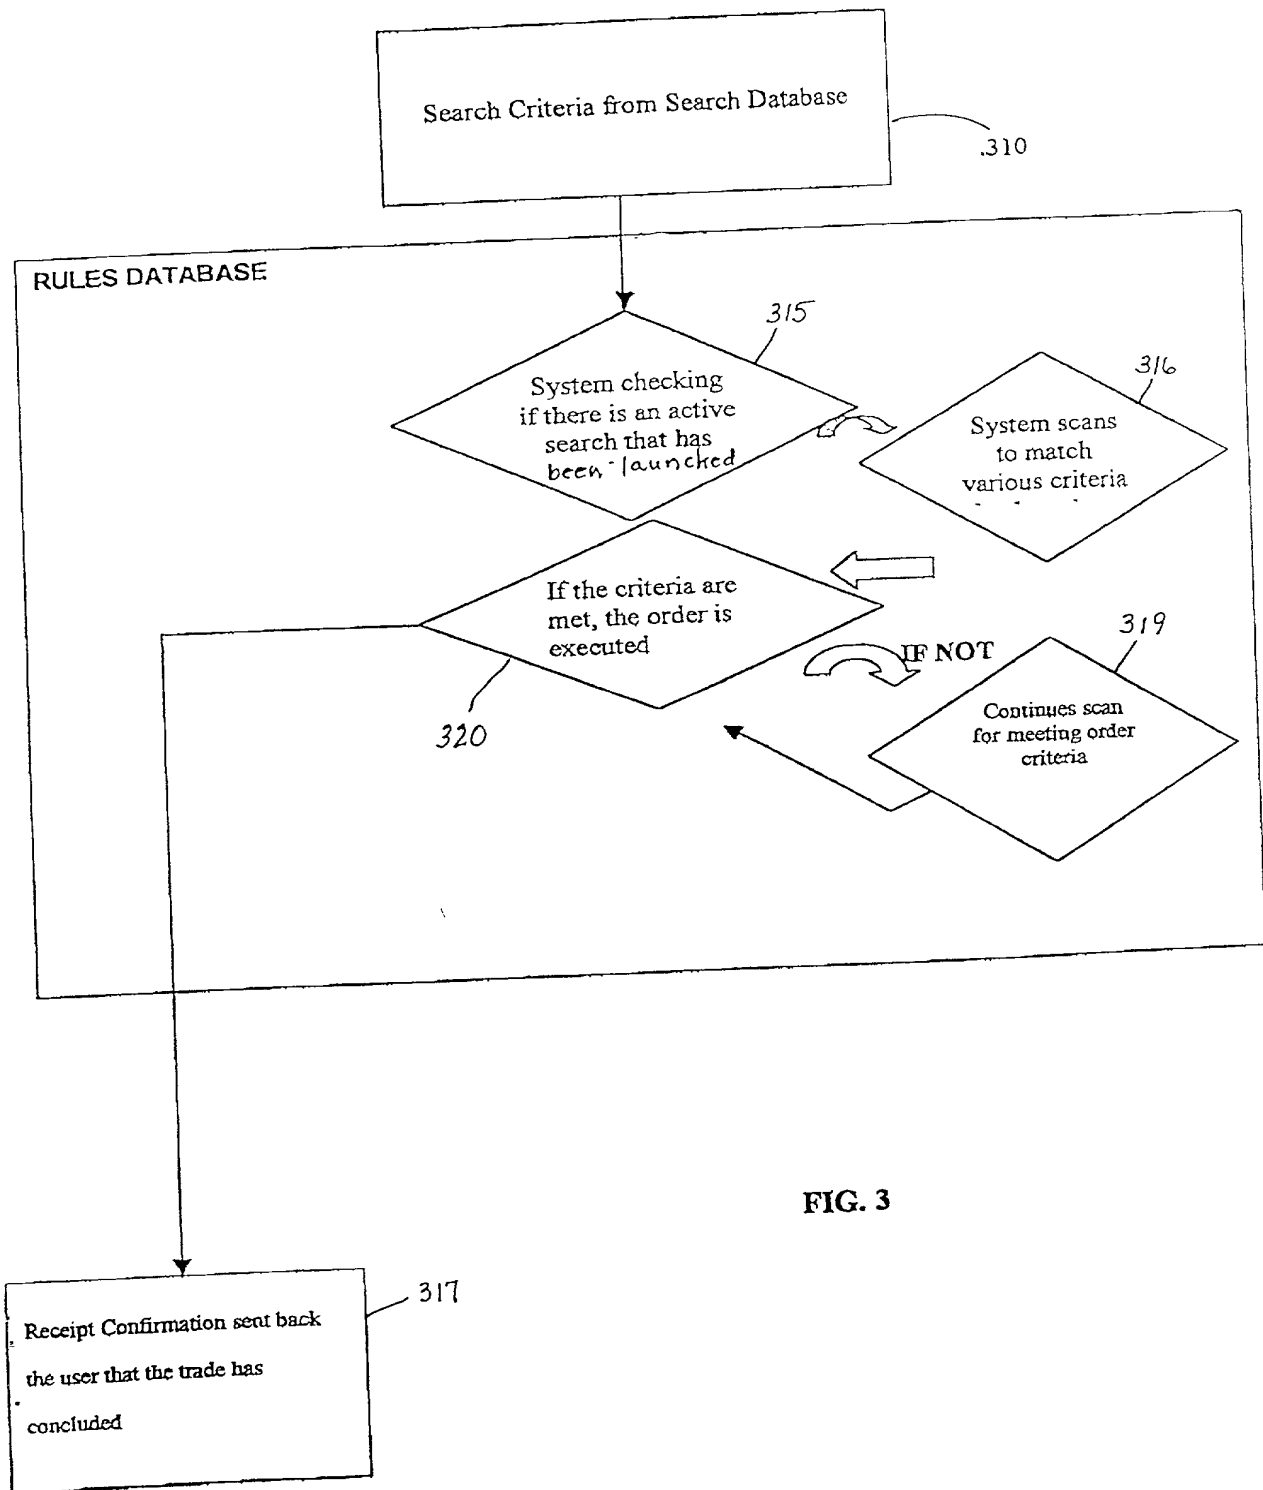 Search Criteria from Search Database
.310
RULES DATABASE
315
System checking
if there is an active
search that has
been launched
316
System scans
to match
various criteria
If the criteria are
met, the order is
executed
320
IF NOT
319
Continues scan
for meeting order
criteria
FIG. 3
317
Receipt Confirmation sent back
the user that the trade has
concluded